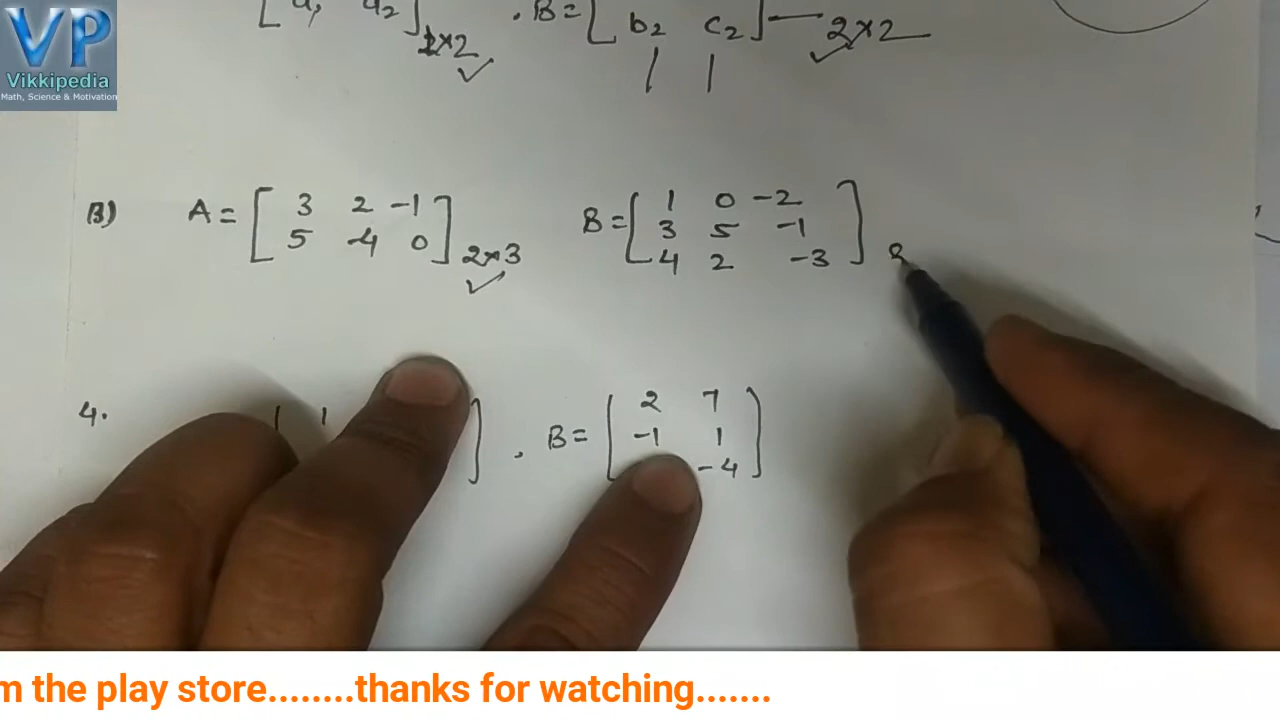 VP
Vikkipedia
Math, Science & Motivation
a₂ ] 2×2 . B = [ b₂ c₂ ] — 2×2
B) A = [ 3 2 -1 B = [ 1 0 -2
5 -4 0 ] 2×3 3 5 -1
4 2 -3 ]
4. ] . B = [ 2 7
-1 1
-4 ]
m the play store........thanks for watching.......